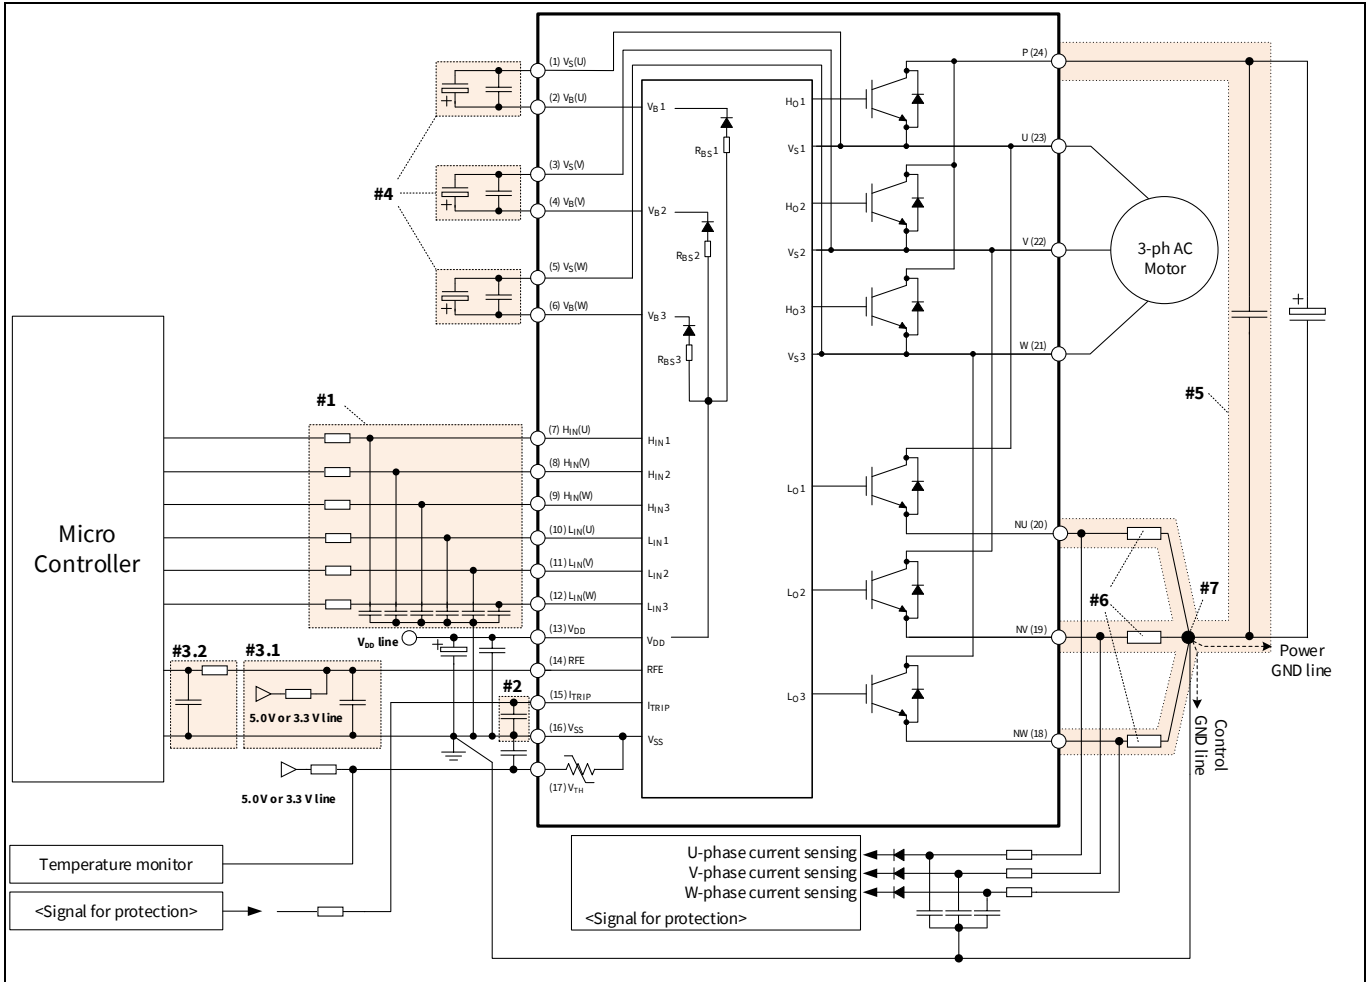 (1) VS(U)
(2) VB(U)
(3) VS(V)
(4) VB(V)
(5) VS(W)
(6) VB(W)
#4
#1
(7) HIN(U)
(8) HIN(V)
(9) HIN(W)
(10) LIN(U)
(11) LIN(V)
(12) LIN(W)
(13) VDD
(14) RFE
(15) ITRIP
(16) VSS
(17) VTH
VB1
RBS1
VB2
RBS2
VB3
RBS3
HIN1
HIN2
HIN3
LIN1
LIN2
LIN3
VDD
RFE
ITRIP
VSS
HO1
VS1
HO2
VS2
HO3
VS3
LO1
LO2
LO3
P (24)
U (23)
V (22)
W (21)
NU (20)
NV (19)
NW (18)
3-ph AC
Motor
+
+
+
+
+
#5
#6
#7
Power
GND line
Control
GND line
Micro
Controller
VDD line
#3.2
#3.1
#2
5.0 V or 3.3 V line
5.0 V or 3.3 V line
Temperature monitor
<Signal for protection>
U-phase current sensing
V-phase current sensing
W-phase current sensing
<Signal for protection>